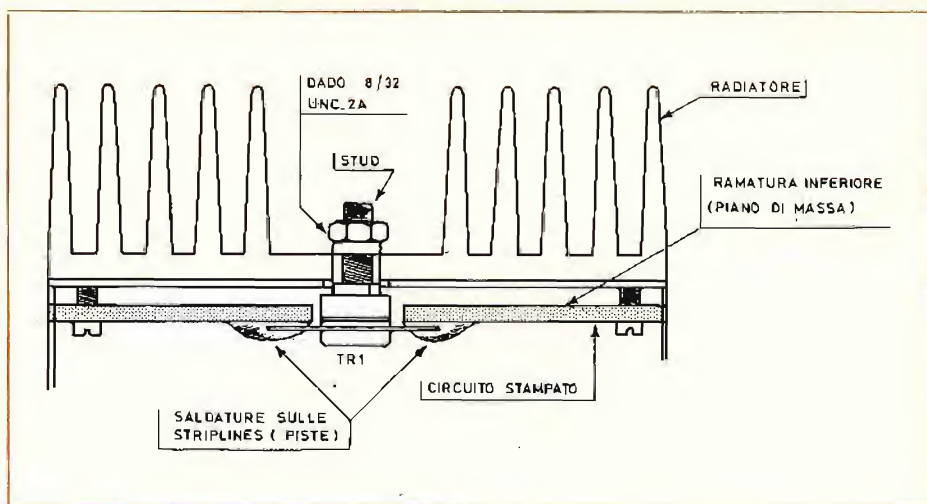 DADO 8/32
UNC_2A
STUD
RADIATORE
RAMATURA INFERIORE
(PIANO DI MASSA)
TR1
CIRCUITO STAMPATO
SALDATURE SULLE
STRIPLINES ( PISTE)